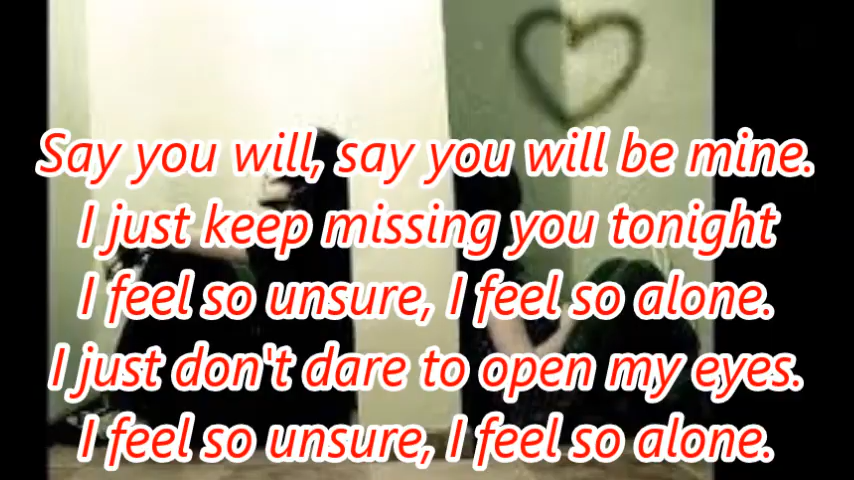 Say you will, say you will be mine.
I just keep missing you tonight
I feel so unsure, I feel so alone.
I just don't dare to open my eyes.
I feel so unsure, I feel so alone.